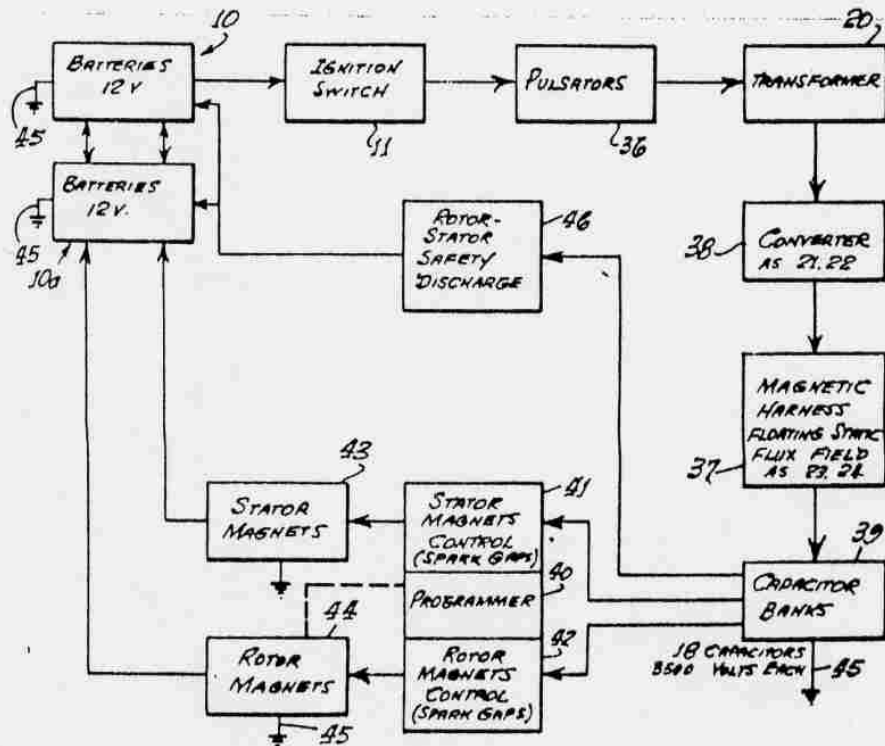 10
20
BATTERIES
12 V
IGNITION
SWITCH
PULSATORS
TRANSFORMER
45
11
36
BATTERIES
12 V.
45
10a
46
ROTOR-
STATOR
SAFETY
DISCHARGE
38
CONVERTER
AS 21.22
MAGNETIC
HARNESS
FLOATING STATIC
FLUX FIELD
AS 23.24
37
43
STATOR
MAGNETS
41
STATOR
MAGNETS
CONTROL
(SPARK GAPS)
40
PROGRAMMER
39
CAPACITOR
BANKS
44
ROTOR
MAGNETS
42
ROTOR
MAGNETS
CONTROL
(SPARK GAPS)
18 CAPACITORS
3500 VOLTS EACH
45
45